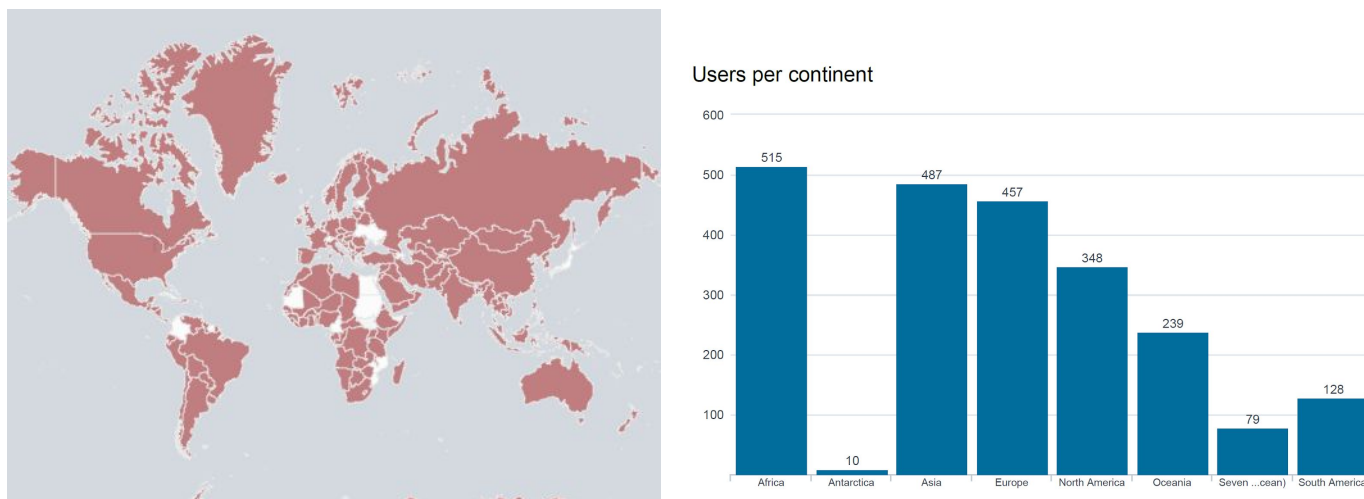 Users per continent
600
500
400
300
200
100
515
10
487
457
348
239
79
128
Africa
Antarctica
Asia
Europe
North America
Oceania
Seven ...cean)
South America